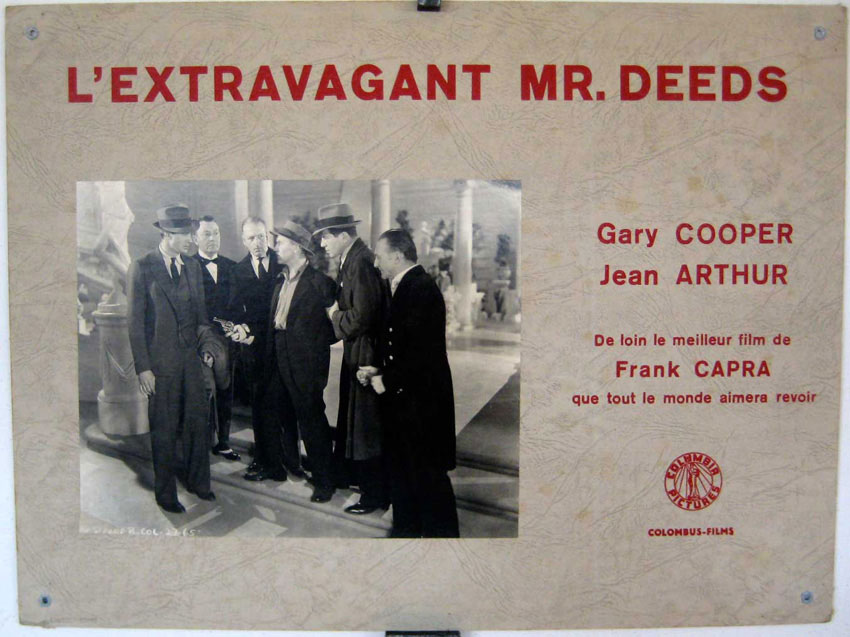 L'EXTRAVAGANT MR. DEEDS
Gary COOPER
Jean ARTHUR
De loin le meilleur film de
Frank CAPRA
que tout le monde aimera revoir
COLUMBIA
PICTURES
COLOMBUS-FILMS